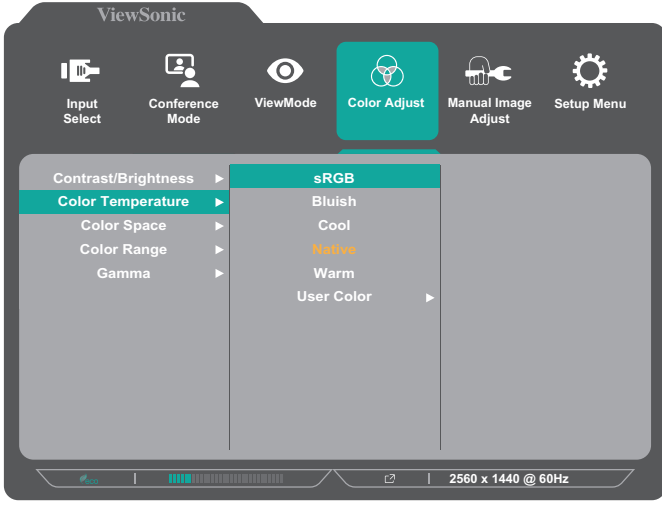 ViewSonic
Input
Select
Conference
Mode
ViewMode
Color Adjust
Manual Image
Adjust
Setup Menu
Contrast/Brightness
Color Temperature
Color Space
Color Range
Gamma
sRGB
Bluish
Cool
Native
Warm
User Color
eco
2560 x 1440 @ 60Hz